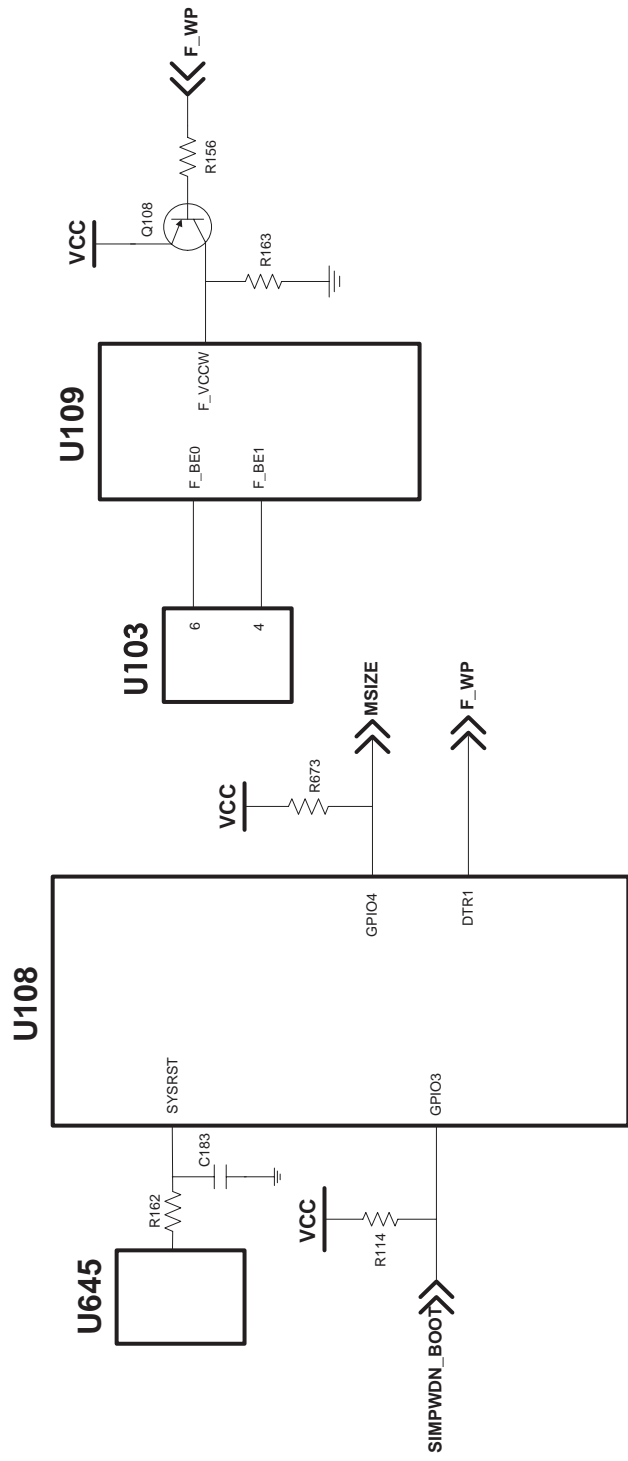 U645
R162
C183
SYSRST
U108
VCC
R114
SIMPWDN_BOOT
GPIO3
GPIO4
VCC
R673
MSIZE
DTR1
F_WP
U103
6
4
U109
F_BE0
F_BE1
F_VCCW
VCC
Q108
R163
R156
F_WP